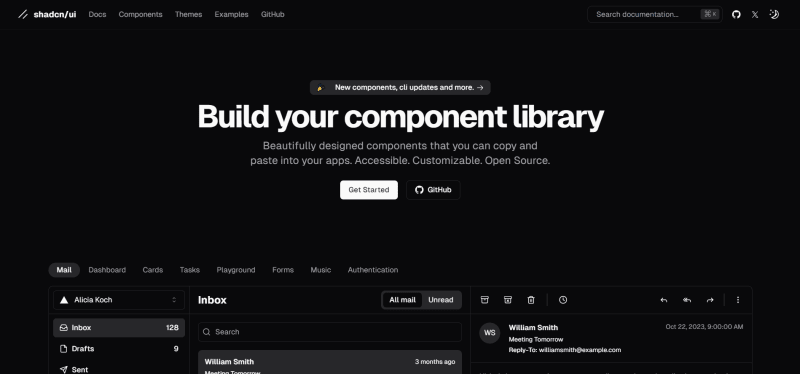 shadcn/ui Docs Components Themes Examples GitHub Search documentation... ⌘K
New components, cli updates and more. →
Build your component library
Beautifully designed components that you can copy and
paste into your apps. Accessible. Customizable. Open Source.
Get Started GitHub
Mail Dashboard Cards Tasks Playground Forms Music Authentication
Alicia Koch
Inbox 128
Drafts 9
Sent
Inbox All mail Unread
Search
William Smith 3 months ago
Meeting Tomorrow
WS
William Smith Oct 22, 2023, 9:00:00 AM
Meeting Tomorrow
Reply-To: williamsmith@example.com